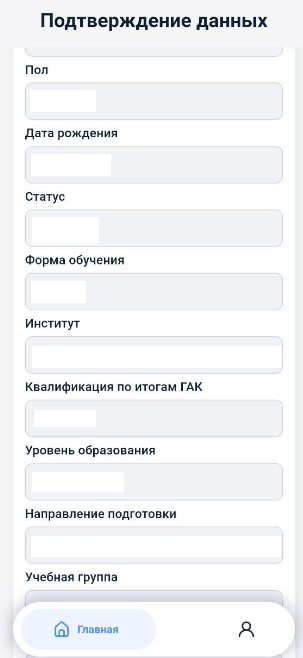 Подтверждение данных
Пол
Дата рождения
Статус
Форма обучения
Институт
Квалификация по итогам ГАК
Уровень образования
Направление подготовки
Учебная группа
Главная